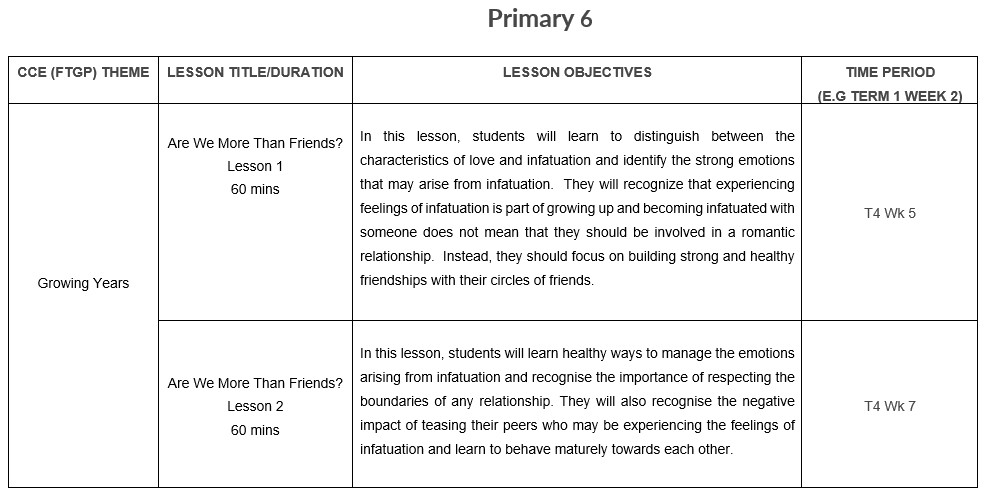 Primary 6
CCE (FTGP) THEME
LESSON TITLE/DURATION
LESSON OBJECTIVES
TIME PERIOD
(E.G TERM 1 WEEK 2)
Growing Years
Are We More Than Friends?
Lesson 1
60 mins
In this lesson, students will learn to distinguish between the
characteristics of love and infatuation and identify the strong emotions
that may arise from infatuation.  They will recognize that experiencing
feelings of infatuation is part of growing up and becoming infatuated with
someone does not mean that they should be involved in a romantic
relationship.  Instead, they should focus on building strong and healthy
friendships with their circles of friends.
T4 Wk 5
Are We More Than Friends?
Lesson 2
60 mins
In this lesson, students will learn healthy ways to manage the emotions
arising from infatuation and recognise the importance of respecting the
boundaries of any relationship. They will also recognise the negative
impact of teasing their peers who may be experiencing the feelings of
infatuation and learn to behave maturely towards each other.
T4 Wk 7